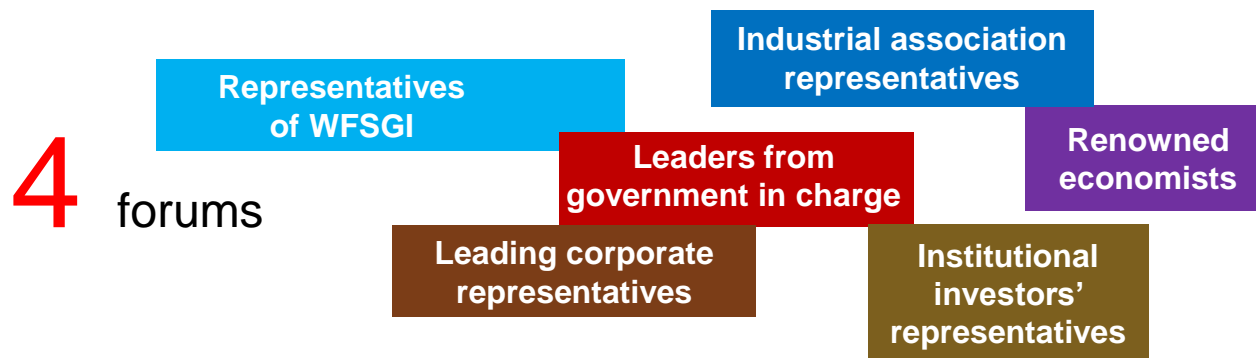 4 forums
Representatives
of WFSGI
Industrial association
representatives
Leaders from
government in charge
Renowned
economists
Leading corporate
representatives
Institutional
investors’
representatives